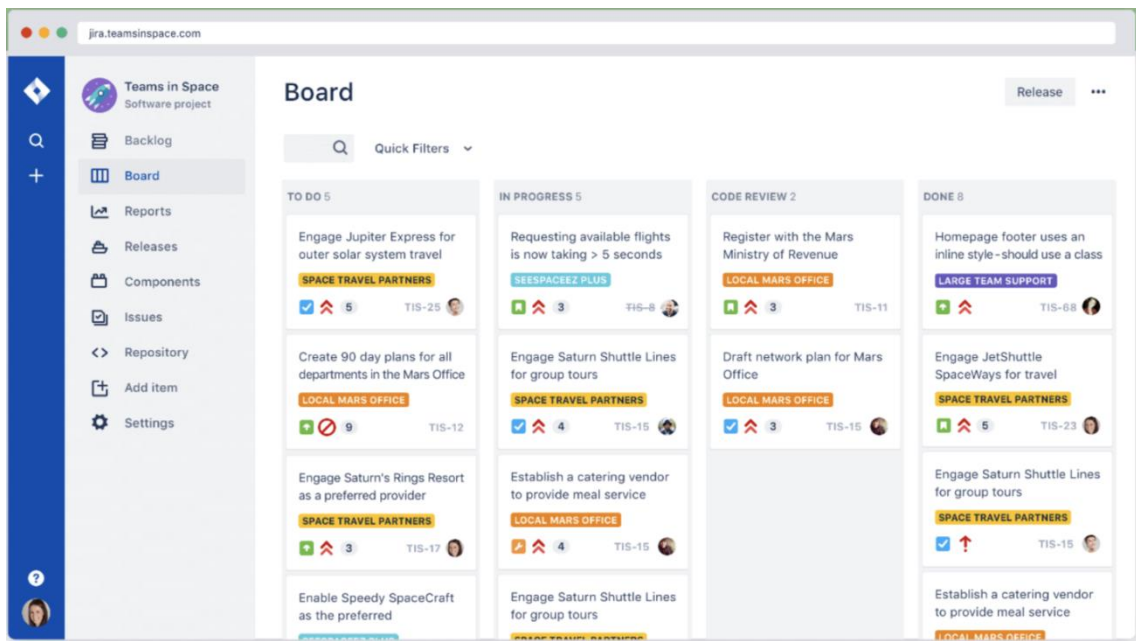 jira.teamsinspace.com
Teams in Space
Software project
Backlog
Board
Reports
Releases
Components
Issues
Repository
Add item
Settings
?
Board
Release
Quick Filters
TO DO 5
Engage Jupiter Express for
outer solar system travel
SPACE TRAVEL PARTNERS
5 TIS-25
Create 90 day plans for all
departments in the Mars Office
LOCAL MARS OFFICE
9 TIS-12
Engage Saturn's Rings Resort
as a preferred provider
SPACE TRAVEL PARTNERS
3 TIS-17
Enable Speedy SpaceCraft
as the preferred
SEESPACEEZ PLUS
IN PROGRESS 5
Requesting available flights
is now taking > 5 seconds
SEESPACEEZ PLUS
3 TIS-8
Engage Saturn Shuttle Lines
for group tours
SPACE TRAVEL PARTNERS
4 TIS-15
Establish a catering vendor
to provide meal service
LOCAL MARS OFFICE
4 TIS-15
Engage Saturn Shuttle Lines
for group tours
SPACE TRAVEL PARTNERS
CODE REVIEW 2
Register with the Mars
Ministry of Revenue
LOCAL MARS OFFICE
3 TIS-11
Draft network plan for Mars
Office
LOCAL MARS OFFICE
3 TIS-15
DONE 8
Homepage footer uses an
inline style-should use a class
LARGE TEAM SUPPORT
TIS-68
Engage JetShuttle
SpaceWays for travel
SPACE TRAVEL PARTNERS
5 TIS-23
Engage Saturn Shuttle Lines
for group tours
SPACE TRAVEL PARTNERS
TIS-15
Establish a catering vendor
to provide meal service
LOCAL MARS OFFICE